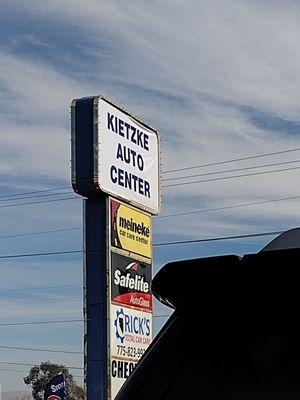 KIETZKE
AUTO
CENTER
meineke
car care center
Safelite
AutoGlass
RICK'S
TOTAL CAR CARE